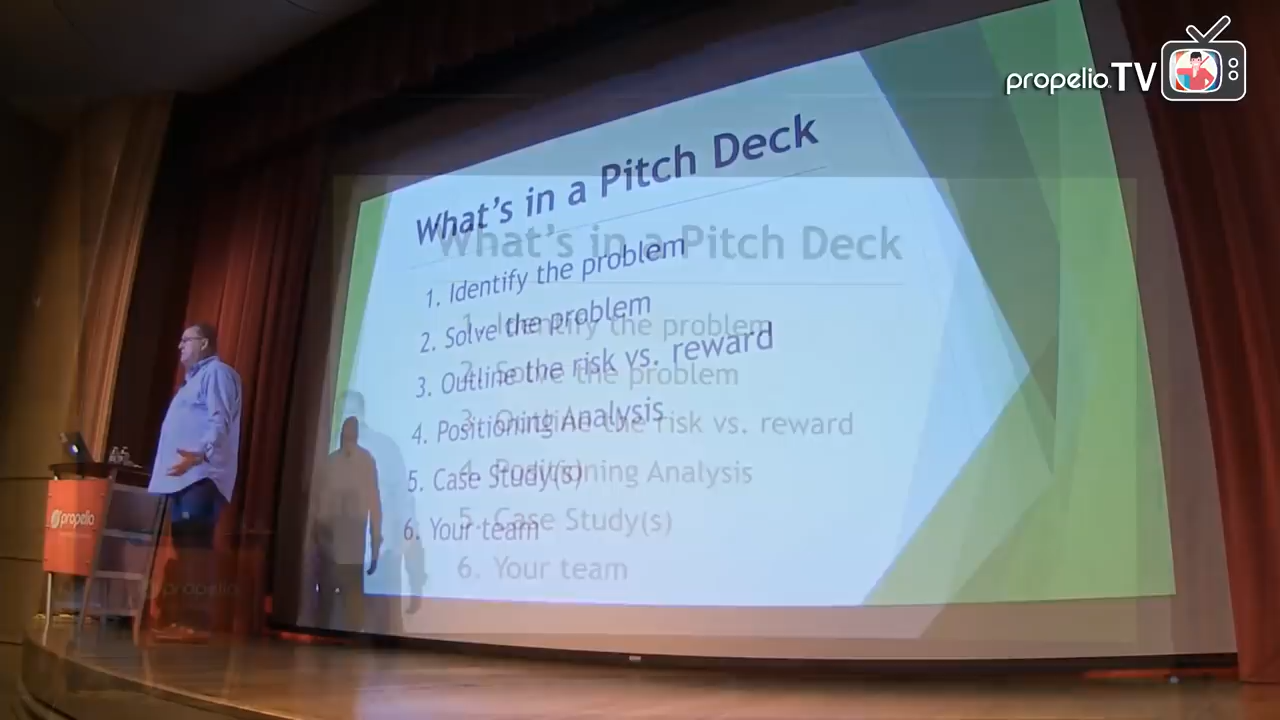 propelio TV
What's in a Pitch Deck
1. Identify the problem
2. Solve the problem
3. Outline the risk vs. reward
4. Positioning Analysis
5. Case Study(s)
6. Your team
What's in a Pitch Deck
1. Identify the problem
2. Solve the problem
3. Outline the risk vs. reward
4. Positioning Analysis
5. Case Study(s)
6. Your team
propelio
propelio